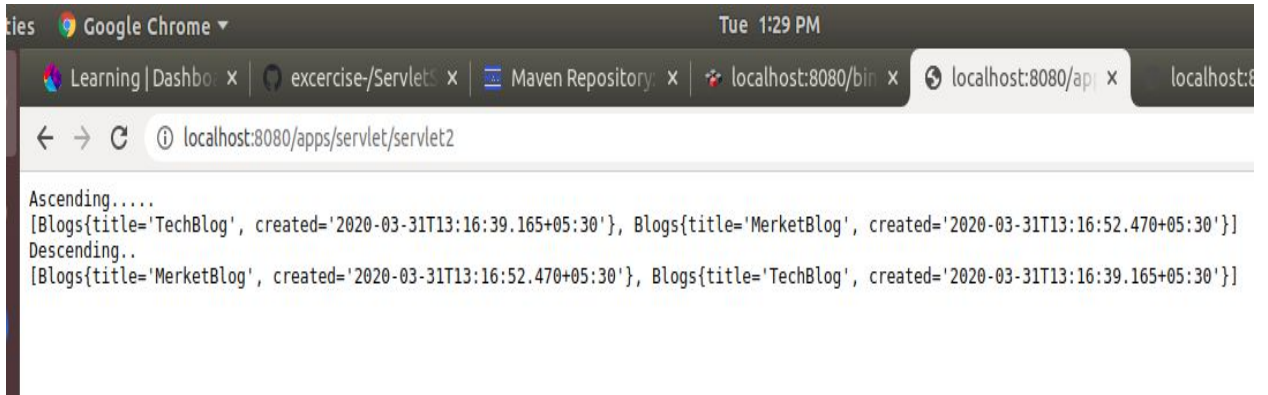 ties Google Chrome ▾ Tue 1:29 PM
Learning | Dashboa × excercise-/ServletS × Maven Repository: × localhost:8080/bin × localhost:8080/app × localhost:8
localhost:8080/apps/servlet/servlet2
Ascending.....
[Blogs{title='TechBlog', created='2020-03-31T13:16:39.165+05:30'}, Blogs{title='MerketBlog', created='2020-03-31T13:16:52.470+05:30'}]
Descending..
[Blogs{title='MerketBlog', created='2020-03-31T13:16:52.470+05:30'}, Blogs{title='TechBlog', created='2020-03-31T13:16:39.165+05:30'}]